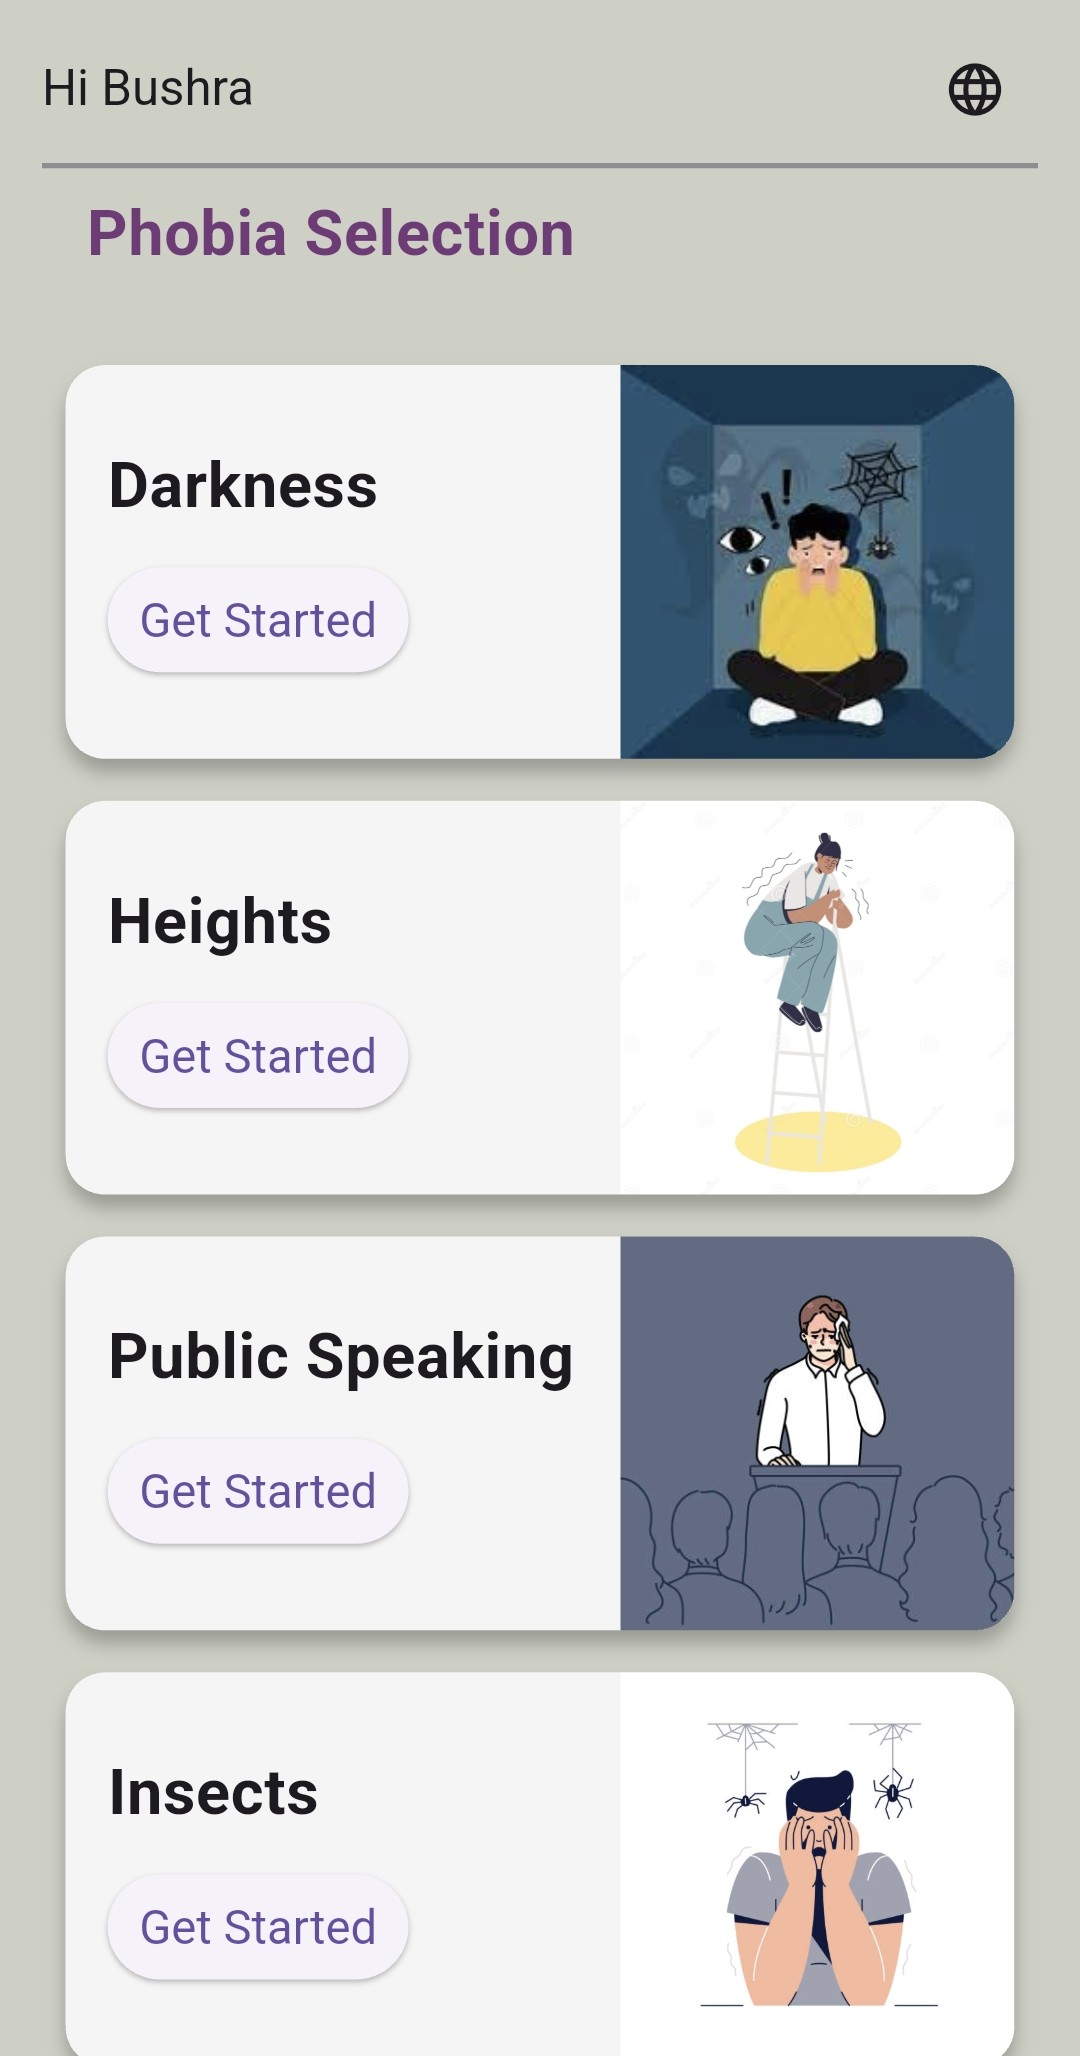 Hi Bushra
Phobia Selection
Darkness
Get Started
Heights
Get Started
Public Speaking
Get Started
Insects
Get Started